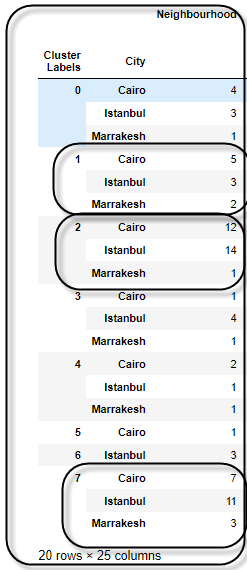 Neighbourhood
Cluster Labels City
0 Cairo 4
Istanbul 3
Marrakesh 1
1 Cairo 5
Istanbul 3
Marrakesh 2
2 Cairo 12
Istanbul 14
Marrakesh 1
3 Cairo 1
Istanbul 4
Marrakesh 1
4 Cairo 2
Istanbul 1
Marrakesh 1
5 Cairo 1
6 Istanbul 3
7 Cairo 7
Istanbul 11
Marrakesh 3
20 rows × 25 columns